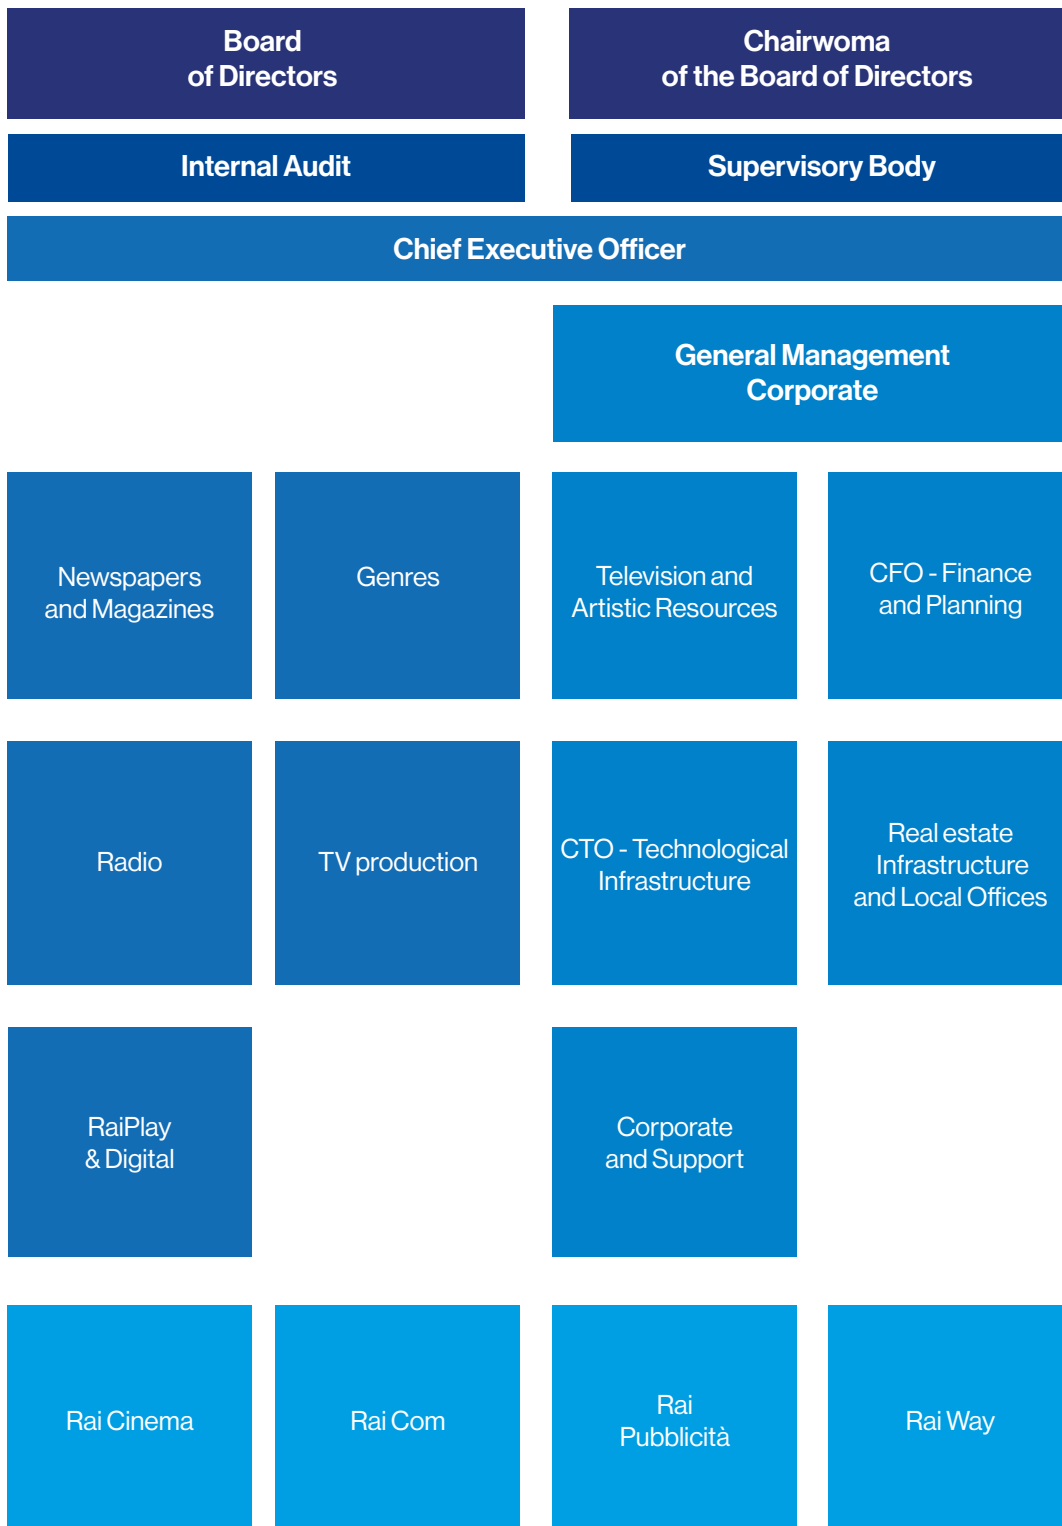 Board
of Directors
Chairwoma
of the Board of Directors
Internal Audit
Supervisory Body
Chief Executive Officer
General Management
Corporate
Newspapers
and Magazines
Genres
Television and
Artistic Resources
CFO - Finance
and Planning
Radio
TV production
CTO - Technological
Infrastructure
Real estate
Infrastructure
and Local Offices
RaiPlay
& Digital
Corporate
and Support
Rai Cinema
Rai Com
Rai
Pubblicità
Rai Way